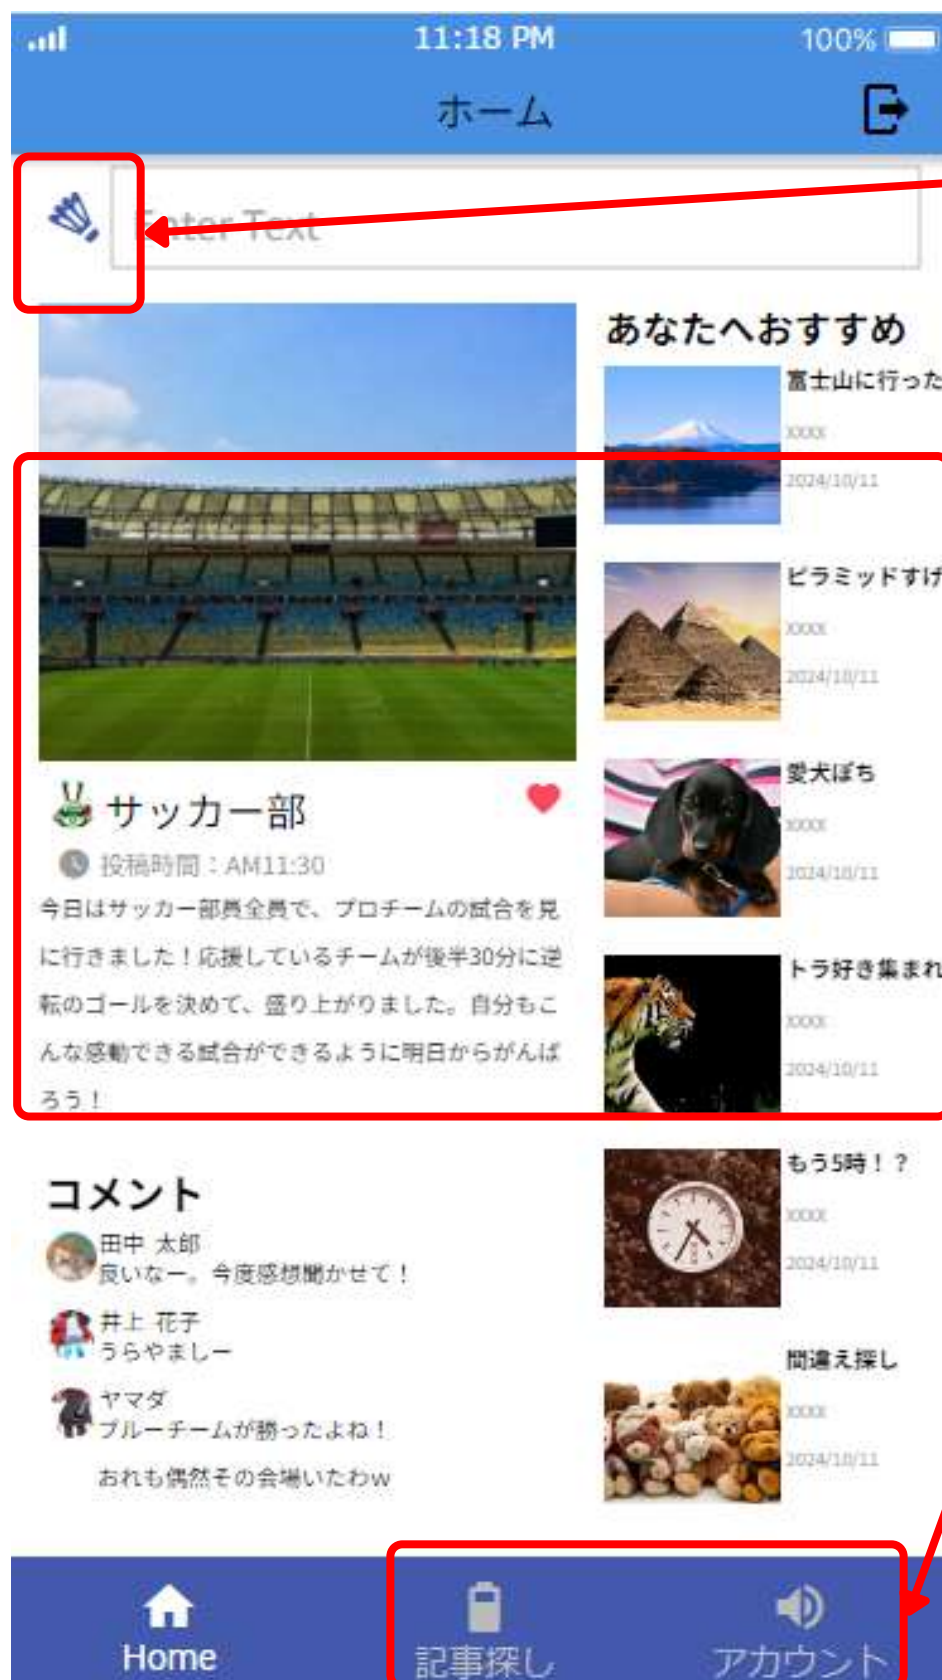 11:18 PM
100%
ホーム
Enter Text
サッカー部
投稿時間：AM11:30
今日はサッカー部員全員で、プロチームの試合を見
に行きました！応援しているチームが後半30分に逆
転のゴールを決めて、盛り上がりました。自分もこ
んな感動できる試合ができるように明日からがんば
ろう！
コメント
田中 太郎
良いなー。今度感想聞かせて！
井上 花子
うらやましー
ヤマダ
ブルーチームが勝ったよね！
おれも偶然その会場いたわw
あなたへおすすめ
富士山に行った
xxxx
2024/10/11
ピラミッドすげ
xxxx
2024/10/11
愛犬ぽち
xxxx
2024/10/11
トラ好き集まれ
xxxx
2024/10/11
もう5時！？
xxxx
2024/10/11
間違え探し
xxxx
2024/10/11
Home
記事探し
アカウント